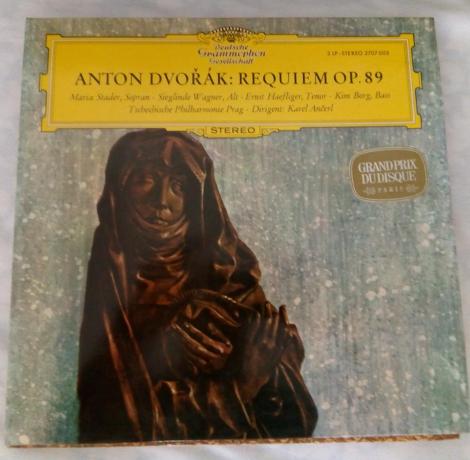 Deutsche
Grammophon
Gesellschaft
2 LP · STEREO 2707 005
ANTON DVOŘÁK: REQUIEM OP. 89
Maria Stader, Sopran · Sieglinde Wagner, Alt · Ernst Haefliger, Tenor · Kim Borg, Bass
Tschechische Philharmonie Prag · Dirigent: Karel Ančerl
STEREO
GRAND PRIX
DU DISQUE
PARIS